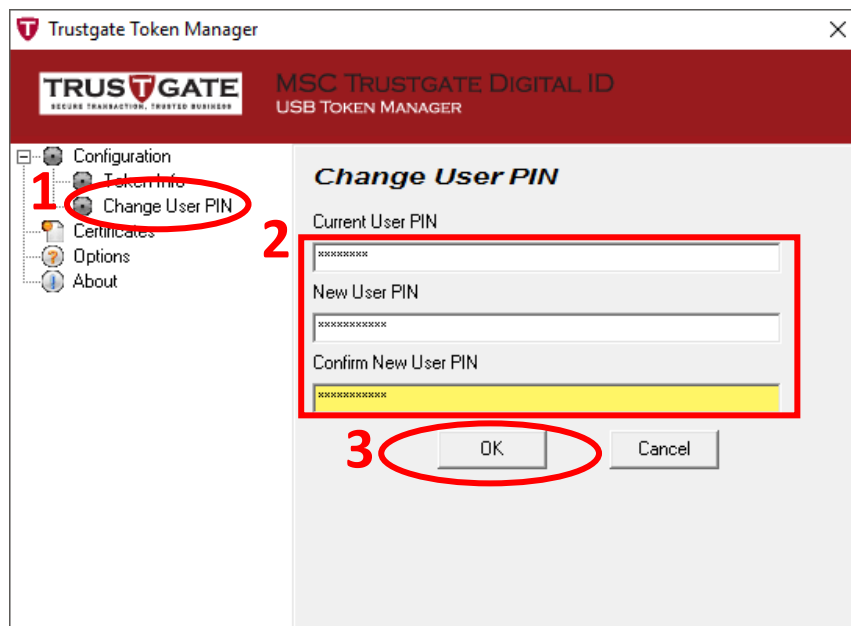 Trustgate Token Manager
TRUSTGATE
SECURE TRANSACTION, TRUSTED BUSINESS
MSC TRUSTGATE DIGITAL ID
USB TOKEN MANAGER
Configuration
Token Info
1
Change User PIN
Certificates
Options
About
Change User PIN
Current User PIN
2
********
New User PIN
***********
Confirm New User PIN
***********
3
OK
Cancel